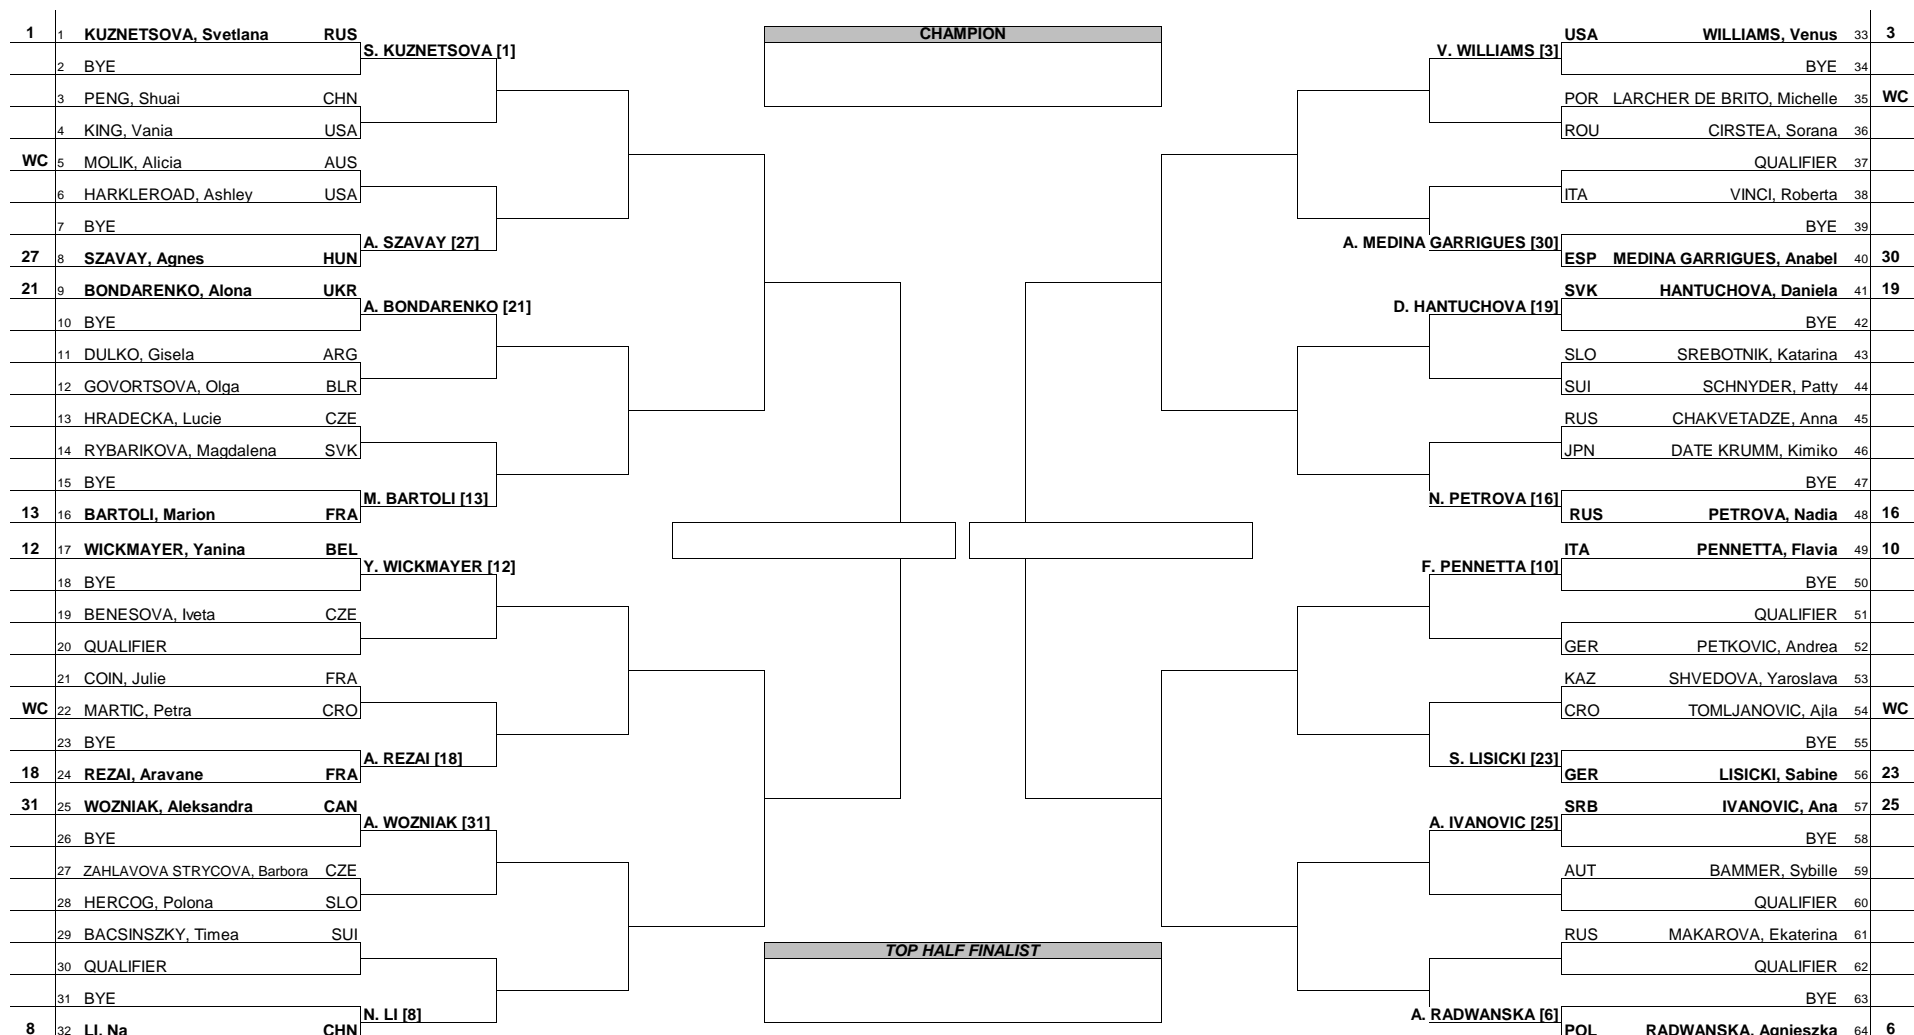 CHAMPION
1 1 KUZNETSOVA, Svetlana RUS
S. KUZNETSOVA [1]
2 BYE
3 PENG, Shuai CHN
4 KING, Vania USA
WC 5 MOLIK, Alicia AUS
6 HARKLEROAD, Ashley USA
7 BYE
A. SZAVAY [27]
27 8 SZAVAY, Agnes HUN
21 9 BONDARENKO, Alona UKR
A. BONDARENKO [21]
10 BYE
11 DULKO, Gisela ARG
12 GOVORTSOVA, Olga BLR
13 HRADECKA, Lucie CZE
14 RYBARIKOVA, Magdalena SVK
15 BYE
M. BARTOLI [13]
13 16 BARTOLI, Marion FRA
12 17 WICKMAYER, Yanina BEL
Y. WICKMAYER [12]
18 BYE
19 BENESOVA, Iveta CZE
20 QUALIFIER
21 COIN, Julie FRA
WC 22 MARTIC, Petra CRO
23 BYE
A. REZAI [18]
18 24 REZAI, Aravane FRA
31 25 WOZNIAK, Aleksandra CAN
A. WOZNIAK [31]
26 BYE
27 ZAHLAVOVA STRYCOVA, Barbora CZE
28 HERCOG, Polona SLO
29 BACSINSZKY, Timea SUI
30 QUALIFIER
31 BYE
N. LI [8]
8 32 LI, Na CHN
TOP HALF FINALIST
USA WILLIAMS, Venus 33 3
V. WILLIAMS [3]
BYE 34
POR LARCHER DE BRITO, Michelle 35 WC
ROU CIRSTEA, Sorana 36
QUALIFIER 37
ITA VINCI, Roberta 38
BYE 39
A. MEDINA GARRIGUES [30]
ESP MEDINA GARRIGUES, Anabel 40 30
SVK HANTUCHOVA, Daniela 41 19
D. HANTUCHOVA [19]
BYE 42
SLO SREBOTNIK, Katarina 43
SUI SCHNYDER, Patty 44
RUS CHAKVETADZE, Anna 45
JPN DATE KRUMM, Kimiko 46
BYE 47
N. PETROVA [16]
RUS PETROVA, Nadia 48 16
ITA PENNETTA, Flavia 49 10
F. PENNETTA [10]
BYE 50
QUALIFIER 51
GER PETKOVIC, Andrea 52
KAZ SHVEDOVA, Yaroslava 53
CRO TOMLJANOVIC, Ajla 54 WC
BYE 55
S. LISICKI [23]
GER LISICKI, Sabine 56 23
SRB IVANOVIC, Ana 57 25
A. IVANOVIC [25]
BYE 58
AUT BAMMER, Sybille 59
QUALIFIER 60
RUS MAKAROVA, Ekaterina 61
QUALIFIER 62
BYE 63
A. RADWANSKA [6]
POL RADWANSKA, Agnieszka 64 6